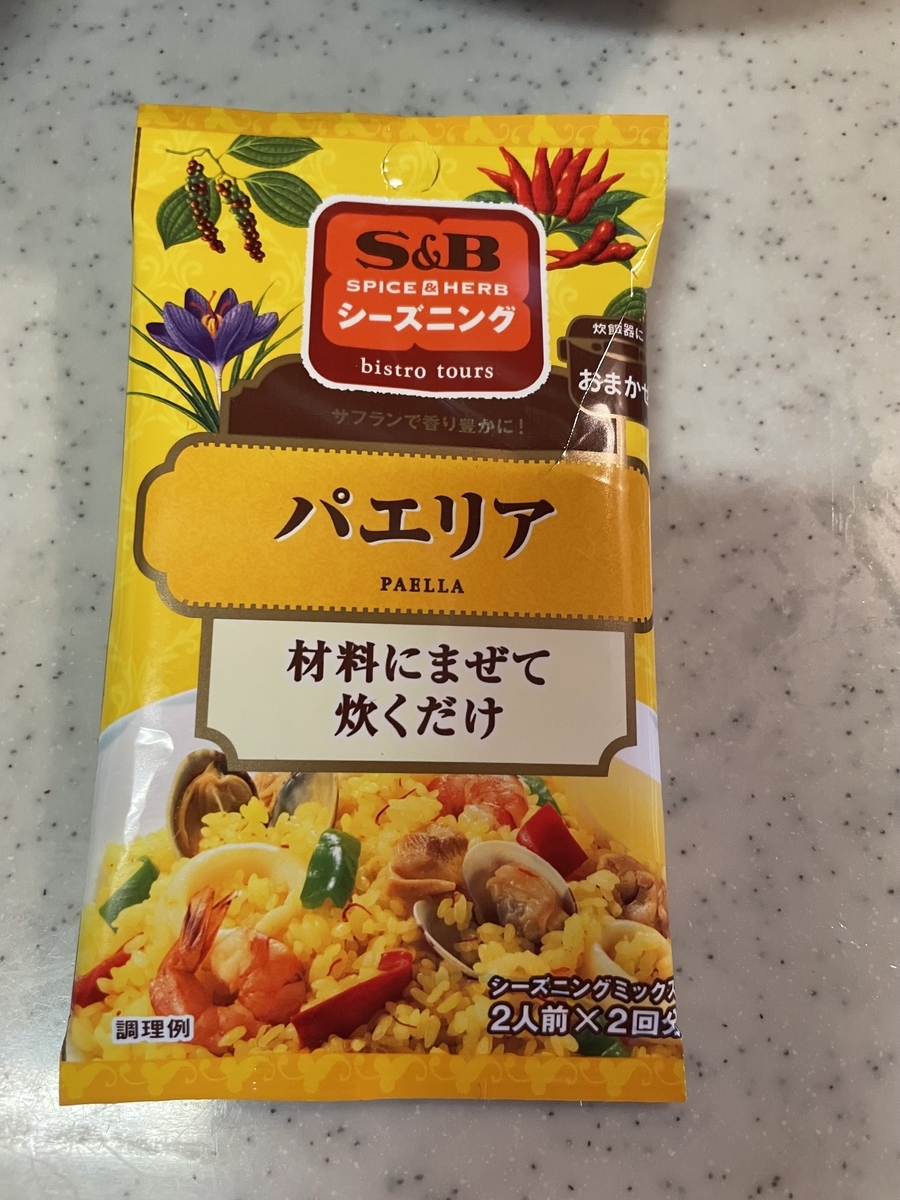 S&B
SPICE & HERB
シーズニング
bistro tours
炊飯器に
おまかせ
サフランで香り豊かに!
パエリア
PAELLA
材料にまぜて
炊くだけ
シーズニングミックス
2人前×2回分
調理例